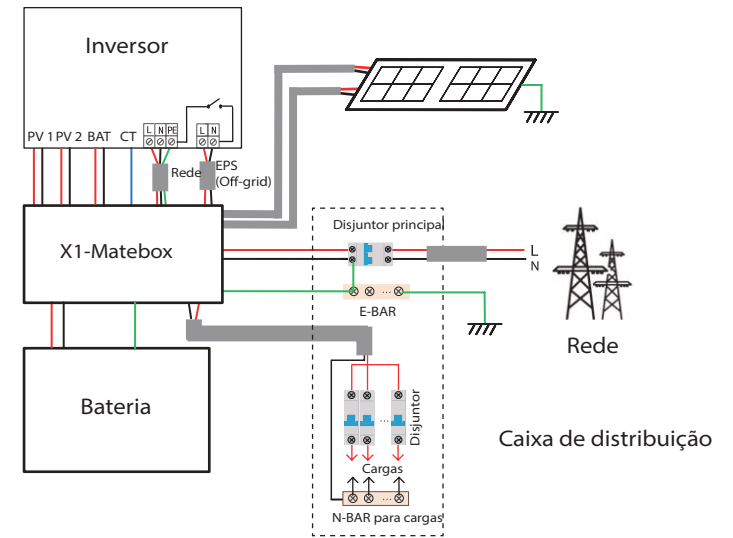 Inversor
L N PE
L N
PV 1 PV 2 BAT CT
Rede
EPS
(Off-grid)
Disjuntor principal
X1-Matebox
L
N
E-BAR
Rede
Bateria
Disjuntor
Caixa de distribuição
Cargas
N-BAR para cargas